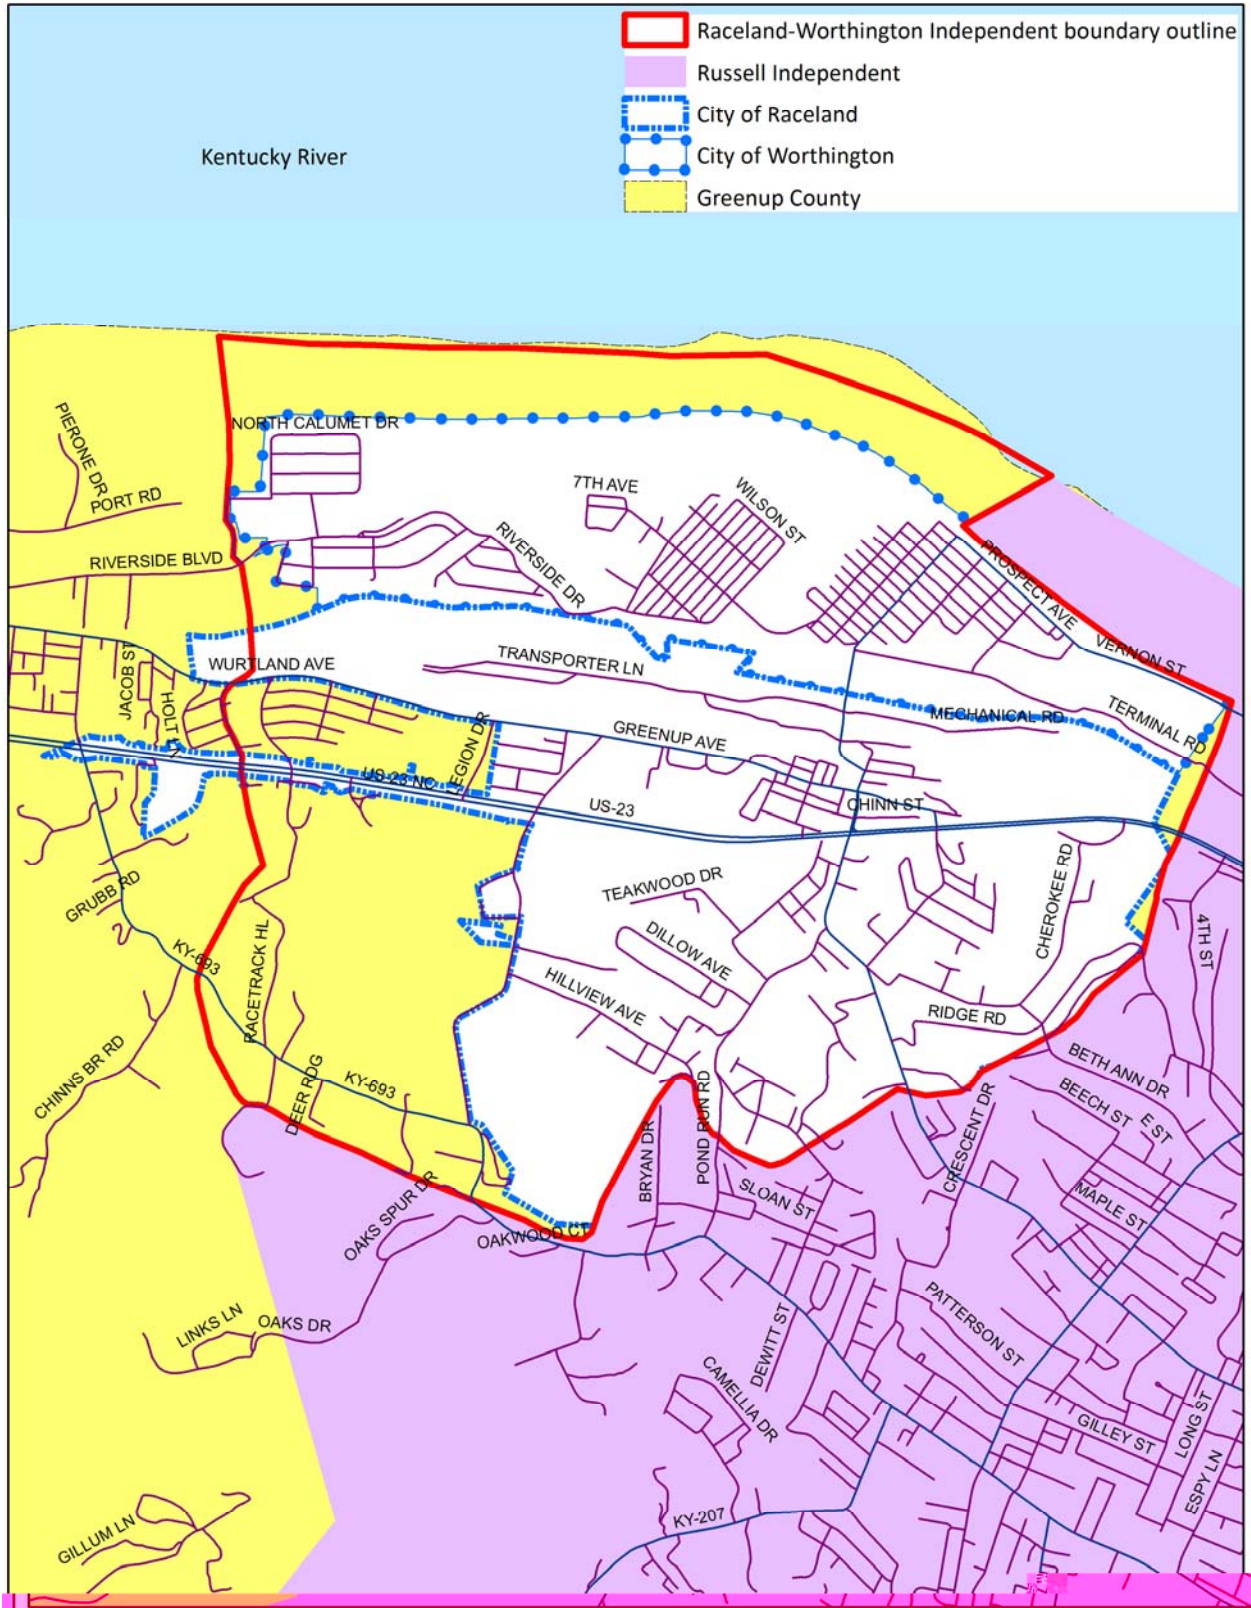 Raceland-Worthington Independent boundary outline
Russell Independent
City of Raceland
Kentucky River
City of Worthington
Greenup County
PIERONE DR
NORTH CALUMET DR
PORT RD
7TH AVE
WILSON ST
RIVERSIDE DR
RIVERSIDE BLVD
PROSPECT AVE
VERNON ST
JACOB ST
WURTLAND AVE
TRANSPORTER LN
HOLT LN
TERMINAL RD
MECHANICAL RD
GREENUP AVE
LEGION DR
US-23 NC
US-23
CHINN ST
GRUBB RD
TEAKWOOD DR
CHEROKEE RD
4TH ST
DILLOW AVE
KY-693
RACETRACK HL
HILLVIEW AVE
RIDGE RD
CHINNS BR RD
DEER RDG
KY-693
BETH ANN DR
BEECH ST
E ST
POND RUN RD
BRYAN DR
CRESCENT DR
SLOAN ST
MAPLE ST
OAKS SPUR DR
OAKWOOD CT
LINKS LN
OAKS DR
DEWITT ST
PATTERSON ST
CAMELLIA DR
GILLEY ST
LONG ST
ESPY LN
KY-207
GILLUM LN